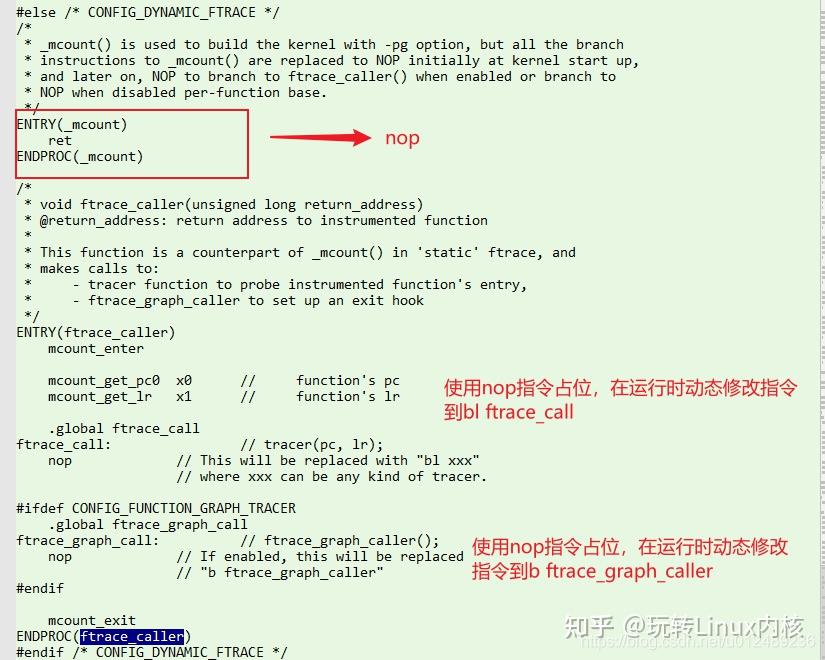 #else /* CONFIG_DYNAMIC_FTRACE */
/*
 * _mcount() is used to build the kernel with -pg option, but all the branch
 * instructions to _mcount() are replaced to NOP initially at kernel start up,
 * and later on, NOP to branch to ftrace_caller() when enabled or branch to
 * NOP when disabled per-function base.
 */
ENTRY(_mcount)
    ret
ENDPROC(_mcount)
nop
/*
 * void ftrace_caller(unsigned long return_address)
 * @return_address: return address to instrumented function
 *
 * This function is a counterpart of _mcount() in 'static' ftrace, and
 * makes calls to:
 *     - tracer function to probe instrumented function's entry,
 *     - ftrace_graph_caller to set up an exit hook
 */
ENTRY(ftrace_caller)
    mcount_enter
    mcount_get_pc0  x0      //     function's pc
    mcount_get_lr   x1      //     function's lr
使用nop指令占位，在运行时动态修改指令
到bl ftrace_call
    .global ftrace_call
ftrace_call:                // tracer(pc, lr);
    nop             // This will be replaced with "bl xxx"
                    // where xxx can be any kind of tracer.
#ifdef CONFIG_FUNCTION_GRAPH_TRACER
    .global ftrace_graph_call
ftrace_graph_call:          // ftrace_graph_caller();
    nop             // If enabled, this will be replaced
                    // "b ftrace_graph_caller"
使用nop指令占位，在运行时动态修改
指令到b ftrace_graph_caller
#endif
    mcount_exit
ENDPROC(ftrace_caller)
#endif /* CONFIG_DYNAMIC_FTRACE */
知乎 @玩转Linux内核